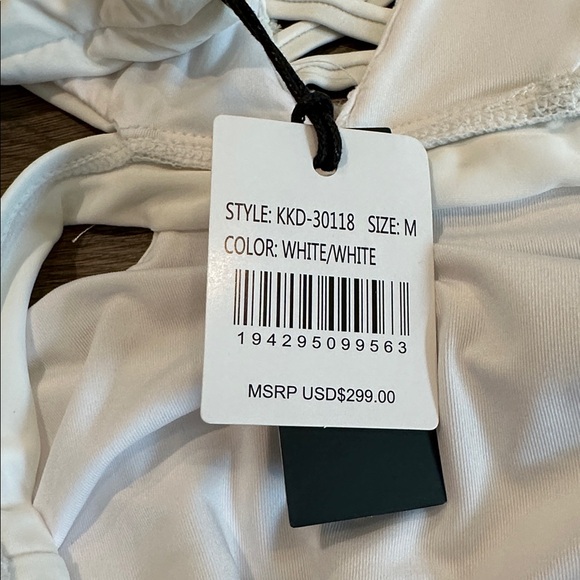 STYLE: KKD-30118 SIZE: M
COLOR: WHITE/WHITE
194295099563
MSRP USD$299.00